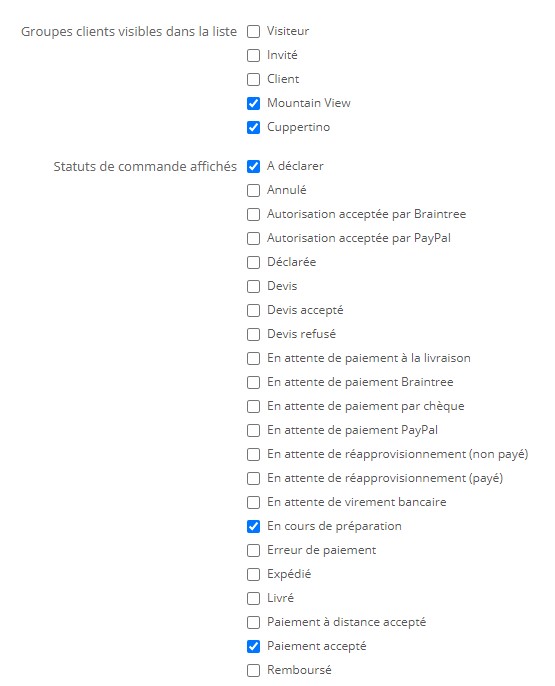 Groupes clients visibles dans la liste
Visiteur
Invité
Client
Mountain View
Cuppertino
Statuts de commande affichés
A déclarer
Annulé
Autorisation acceptée par Braintree
Autorisation acceptée par PayPal
Déclarée
Devis
Devis accepté
Devis refusé
En attente de paiement à la livraison
En attente de paiement Braintree
En attente de paiement par chèque
En attente de paiement PayPal
En attente de réapprovisionnement (non payé)
En attente de réapprovisionnement (payé)
En attente de virement bancaire
En cours de préparation
Erreur de paiement
Expédié
Livré
Paiement à distance accepté
Paiement accepté
Remboursé